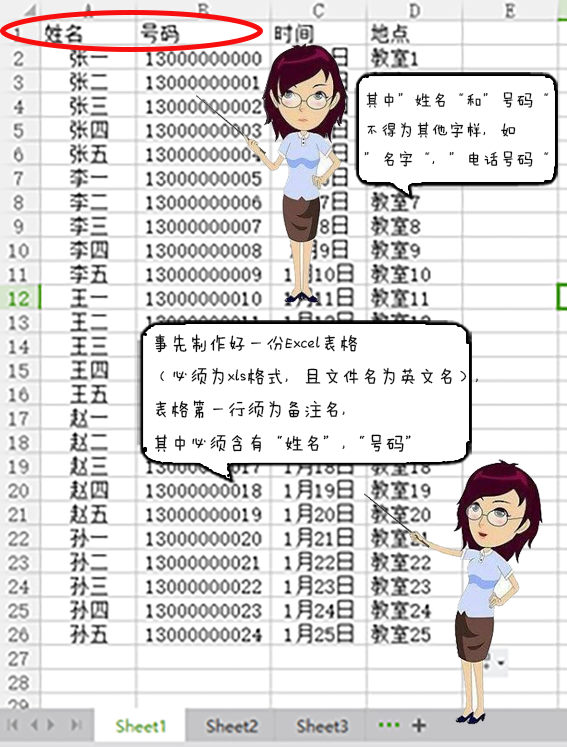 A B C D E
1 姓名 号码 时间 地点
2 张一 13000000000 日 教室1
3 张二 13000000001
4 张三 13000000002
5 张四 13000000003
6 张五
7 李一 13000000005
8 李二 13000000006 7日 教室7
9 李三 13000000007 8日 教室8
10 李四 13000000008 9日 教室9
11 李五 13000000009 10日 教室10
12 王一 13000000010 11日 教室11
13 王二
14 王三
15 王四
16 王五
17 赵一
18 赵二
19 赵三 17 1月18日 教室18
20 赵四 13000000018 1月19日 教室19
21 赵五 13000000019 1月20日 教室20
22 孙一 13000000020 1月21日 教室
23 孙二 13000000021 1月22日 教室22
24 孙三 13000000022 1月23日 教室23
25 孙四 13000000023 1月24日 教室24
26 孙五 13000000024 1月25日 教室25
27
28
29
其中"姓名"和"号码"
不得为其他字样，如
"名字"，"电话号码"
事先制作好一份Excel表格
（必须为xls格式，且文件名为英文名），
表格第一行须为备注名，
其中必须含有"姓名"，"号码"
Sheet1 Sheet2 Sheet3 ··· +